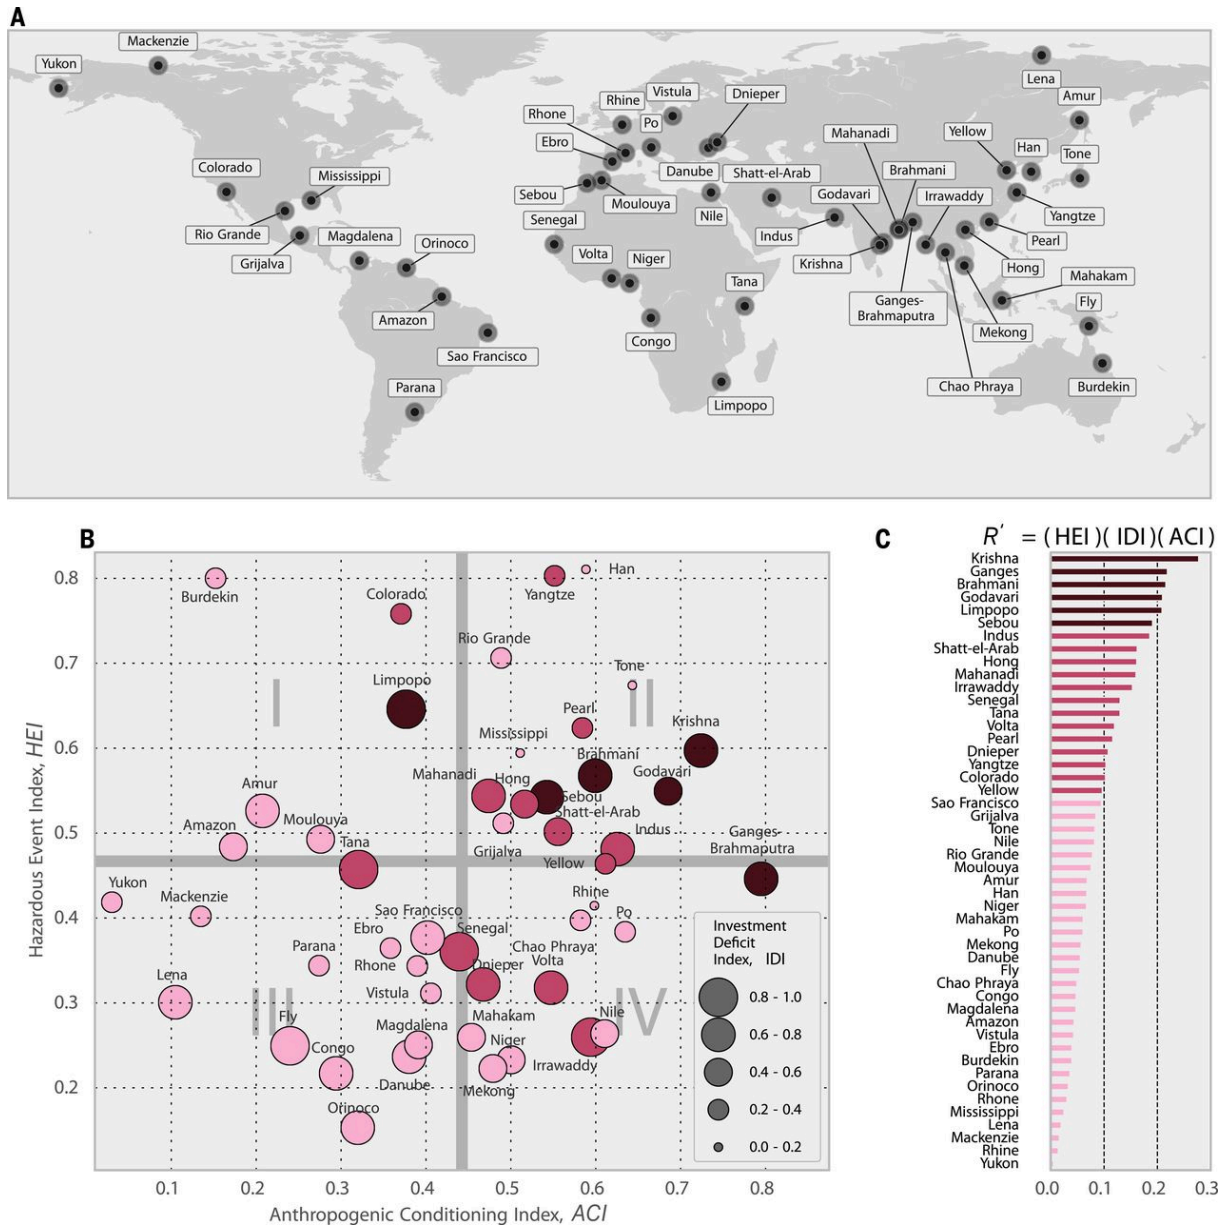 A
Mackenzie
Yukon
Lena
Vistula
Dnieper
Rhine
Amur
Rhone
Po
Mahanadi
Yellow
Ebro
Han
Tone
Colorado
Mississippi
Danube
Shatt-el-Arab
Brahmani
Sebou
Moulouya
Godavari
Irrawaddy
Senegal
Nile
Yangtze
Rio Grande
Magdalena
Orinoco
Indus
Pearl
Grijalva
Volta
Niger
Krishna
Hong
Tana
Mahakam
Amazon
Ganges-
Brahmaputra
Fly
Congo
Mekong
Sao Francisco
Parana
Chao Phraya
Burdekin
Limpopo
B
Hazardous Event Index, HEI
0.8
0.7
0.6
0.5
0.4
0.3
0.2
I
II
III
IV
Burdekin
Han
Yangtze
Colorado
Rio Grande
Tone
Limpopo
Pearl
Krishna
Mississippi
Brahmani
Mahanadi
Hong
Godavari
Amur
Sebou
Shatt-el-Arab
Amazon
Moulouya
Indus
Tana
Grijalva
Yellow
Ganges-
Brahmaputra
Yukon
Mackenzie
Rhine
Sao Francisco
Po
Ebro
Senegal
Parana
Rhone
Chao Phraya
Dnieper
Volta
Lena
Vistula
Fly
Magdalena
Mahakam
Nile
Congo
Niger
Irrawaddy
Danube
Mekong
Orinoco
Investment
Deficit
Index, IDI
0.8 - 1.0
0.6 - 0.8
0.4 - 0.6
0.2 - 0.4
0.0 - 0.2
0.1 0.2 0.3 0.4 0.5 0.6 0.7 0.8
Anthropogenic Conditioning Index, ACI
C
R′ = (HEI)(IDI)(ACI)
Krishna
Ganges
Brahmani
Godavari
Limpopo
Sebou
Indus
Shatt-el-Arab
Hong
Mahanadi
Irrawaddy
Senegal
Tana
Volta
Pearl
Dnieper
Yangtze
Colorado
Yellow
Sao Francisco
Grijalva
Tone
Nile
Rio Grande
Moulouya
Amur
Han
Niger
Mahakam
Po
Mekong
Danube
Fly
Chao Phraya
Congo
Magdalena
Amazon
Vistula
Ebro
Burdekin
Parana
Orinoco
Rhone
Mississippi
Lena
Mackenzie
Rhine
Yukon
0.0 0.1 0.2 0.3